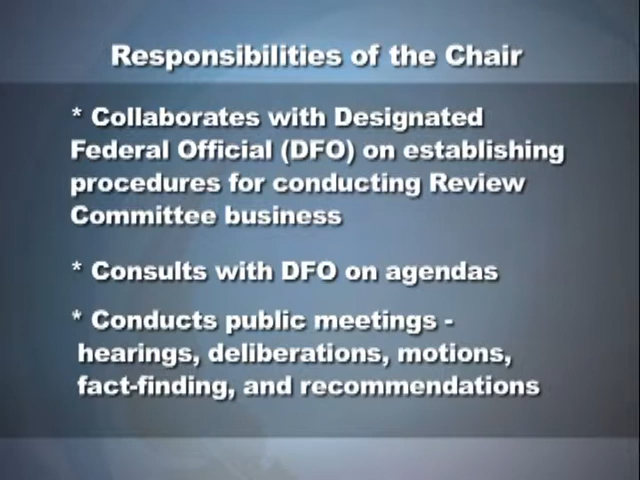 Responsibilities of the Chair
* Collaborates with Designated
Federal Official (DFO) on establishing
procedures for conducting Review
Committee business
* Consults with DFO on agendas
* Conducts public meetings -
hearings, deliberations, motions,
fact-finding, and recommendations